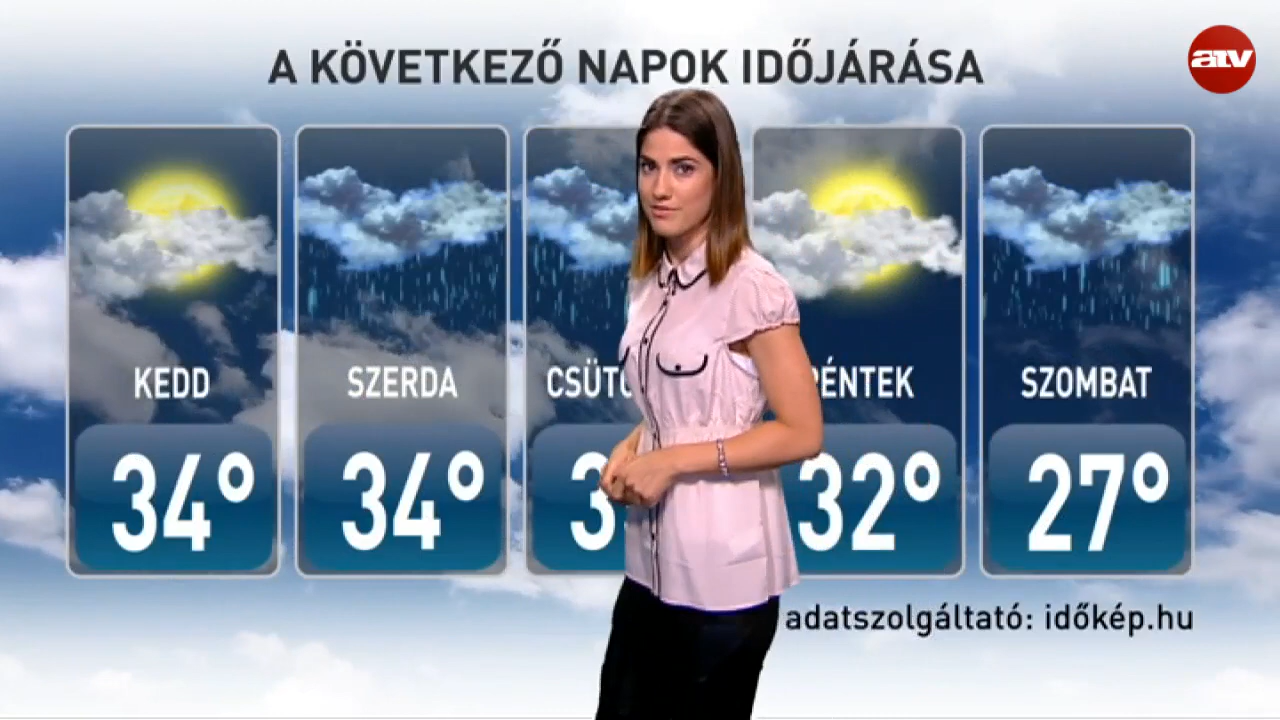 A KÖVETKEZŐ NAPOK IDŐJÁRÁSA
atv
KEDD
SZERDA
SZOMBAT
34°
34°
32°
27°
adatszolgáltató: időkép.hu